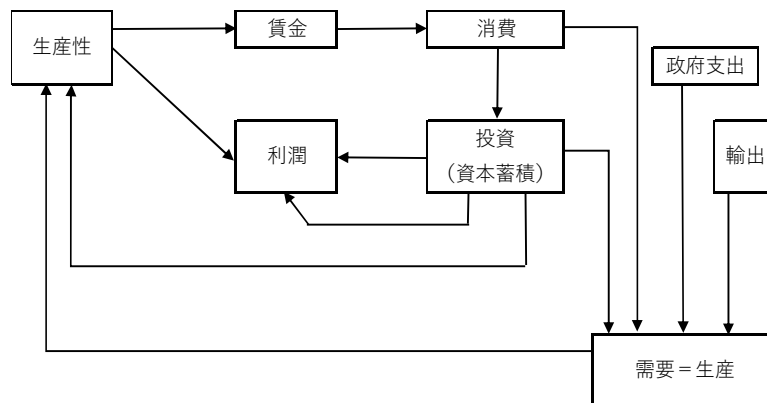 生産性
賃金
消費
政府支出
利潤
投資
（資本蓄積）
輸出
需要＝生産